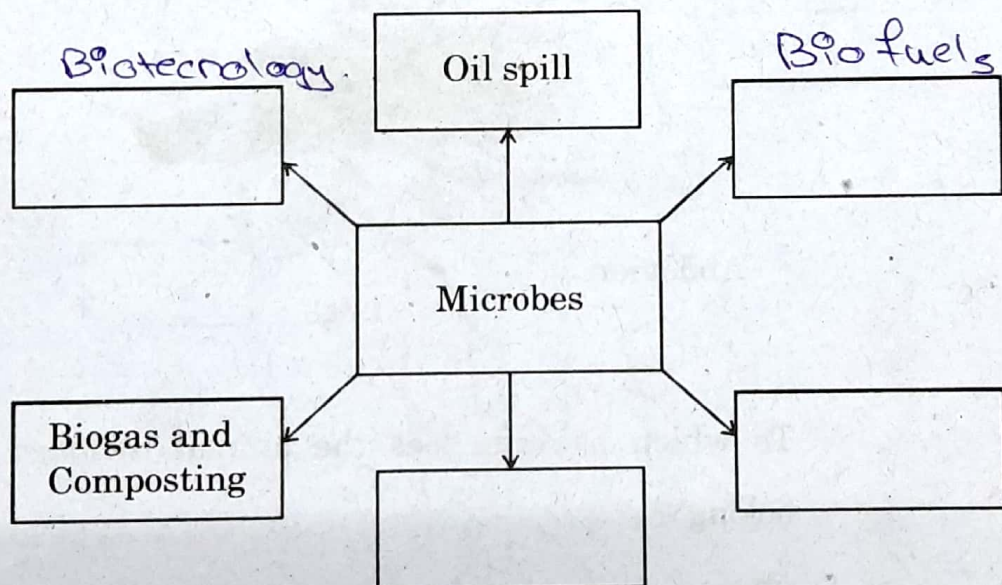 Biotecnology.
Oil spill
Bio fuels
Microbes
Biogas and
Composting